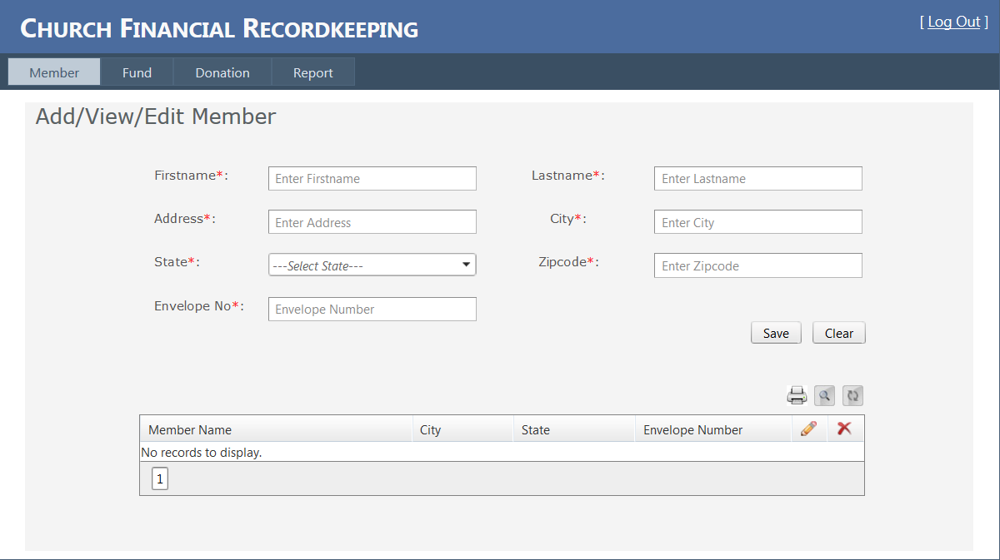 CHURCH FINANCIAL RECORDKEEPING
[ Log Out ]
Member Fund Donation Report
Add/View/Edit Member
Firstname*: Enter Firstname Lastname*: Enter Lastname
Address*: Enter Address City*: Enter City
State*: ---Select State--- Zipcode*: Enter Zipcode
Envelope No*: Envelope Number
Save Clear
Member Name City State Envelope Number
No records to display.
1